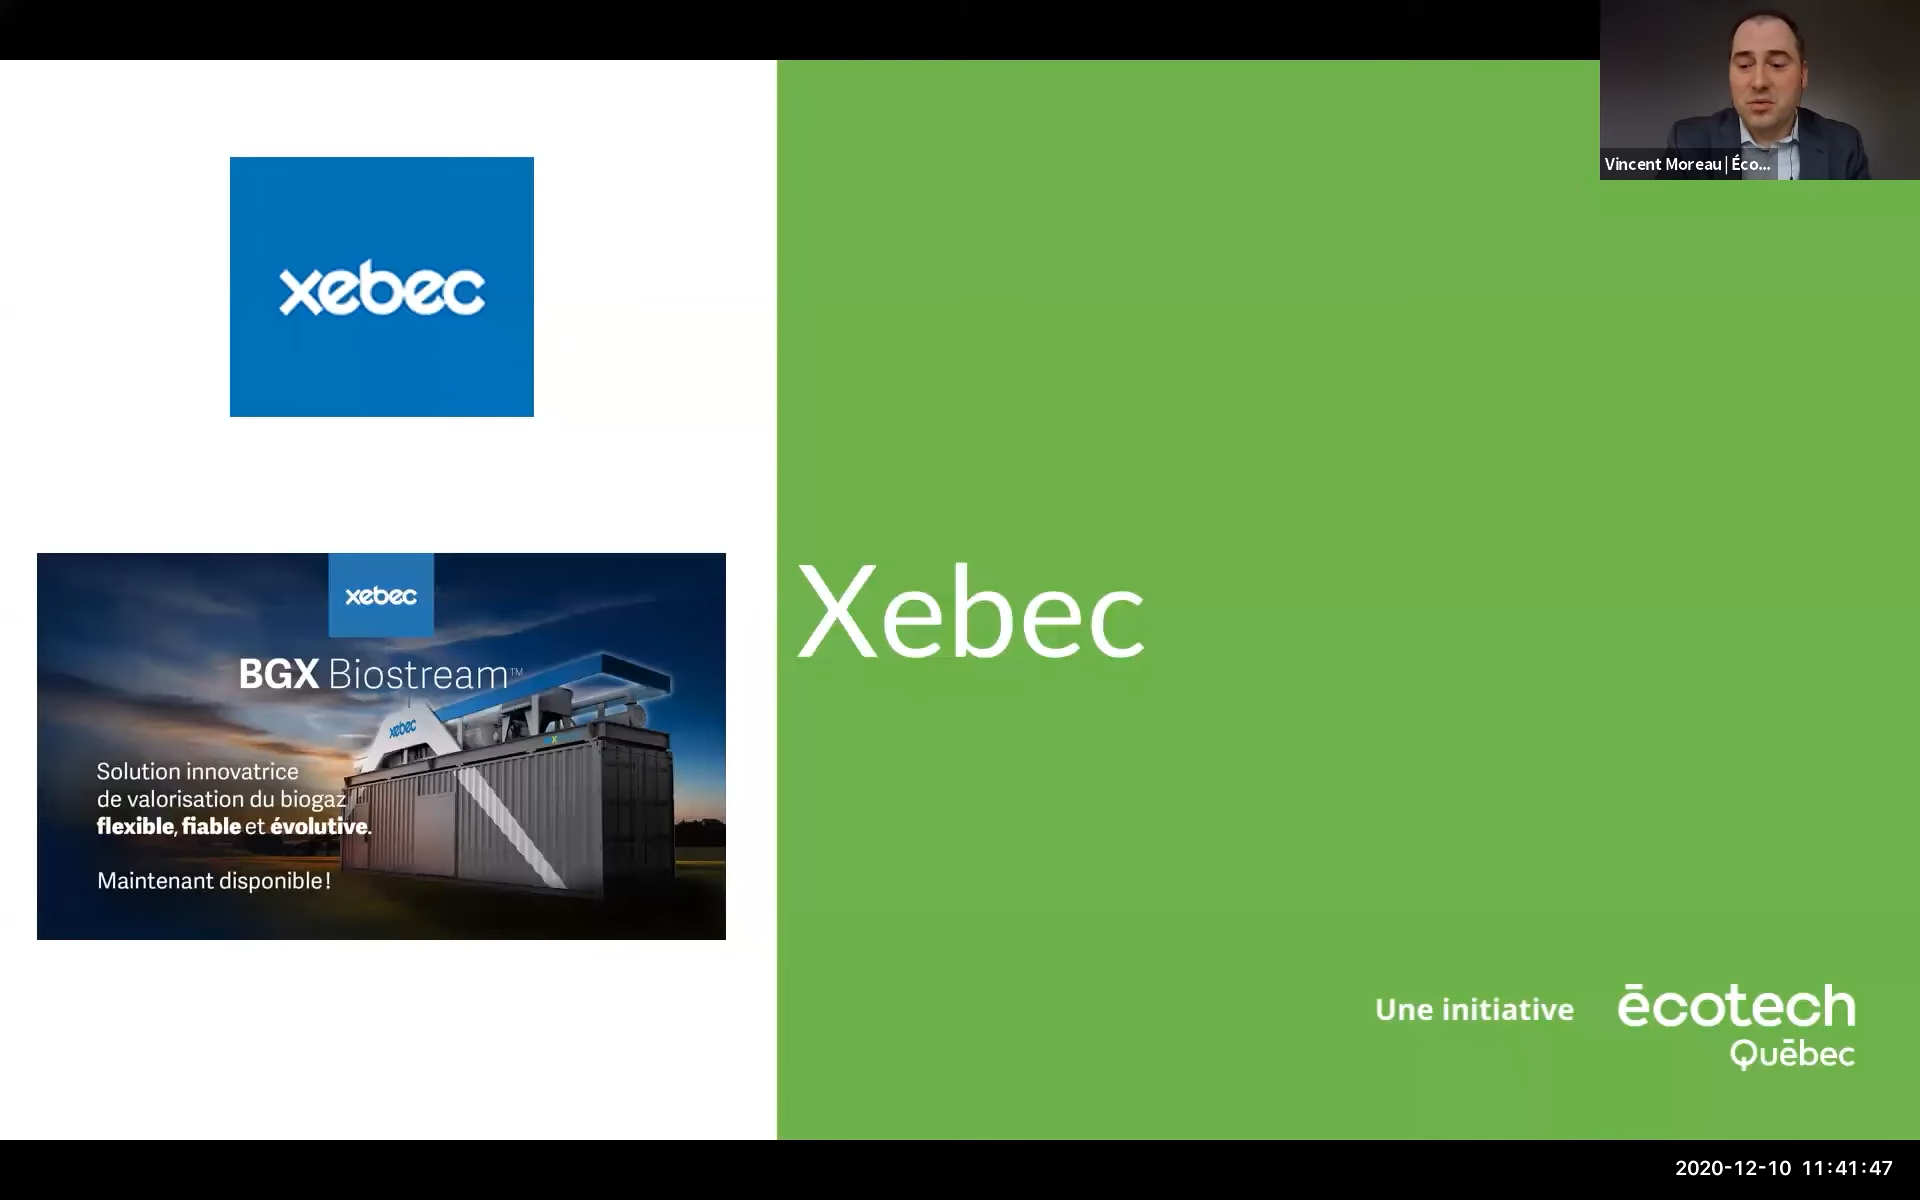 Vincent Moreau | Éco...
xebec
xebec
BGX Biostream™
xebec
Solution innovatrice
de valorisation du biogaz
flexible, fiable et évolutive.
Maintenant disponible!
Xebec
Une initiative
ēcotech
Quēbec
2020-12-10 11:41:47